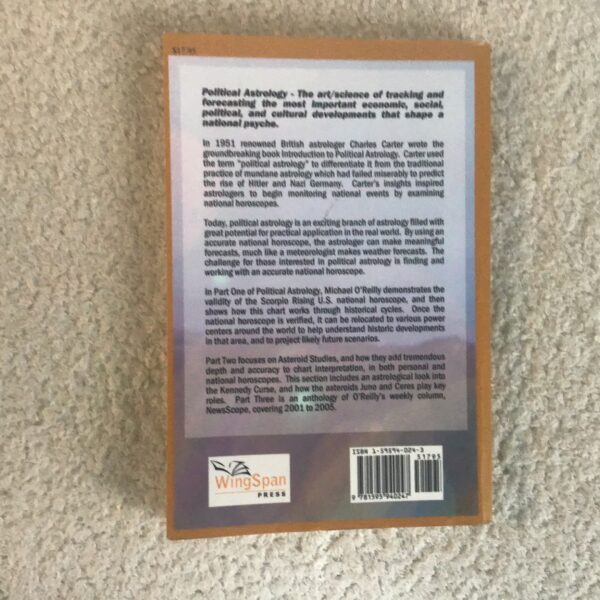 $17.95
Political Astrology - The art/science of tracking and
forecasting the most important economic, social,
political, and cultural developments that shape a
national psyche.
In 1951 renowned British astrologer Charles Carter wrote the
groundbreaking book Introduction to Political Astrology. Carter used
the term "political astrology" to differentiate it from the traditional
practice of mundane astrology which had failed miserably to predict
the rise of Hitler and Nazi Germany. Carter's insights inspired
astrologers to begin monitoring national events by examining
national horoscopes.
Today, political astrology is an exciting branch of astrology filled with
great potential for practical application in the real world. By using an
accurate national horoscope, the astrologer can make meaningful
forecasts, much like a meteorologist makes weather forecasts. The
challenge for those interested in political astrology is finding and
working with an accurate national horoscope.
In Part One of Political Astrology, Michael O'Reilly demonstrates the
validity of the Scorpio Rising U.S. national horoscope, and then
shows how this chart works through historical cycles. Once the
national horoscope is verified, it can be relocated to various power
centers around the world to help understand historic developments
in that area, and to project likely future scenarios.
Part Two focuses on Asteroid Studies, and how they add tremendous
depth and accuracy to chart interpretation, in both personal and
national horoscopes. This section includes an astrological look into
the Kennedy Curse, and how the asteroids Juno and Ceres play key
roles. Part Three is an anthology of O'Reilly's weekly column,
NewsScope, covering 2001 to 2005.
WingSpan
PRESS
ISBN 1-59594-024-3
51795
9 781595 940247